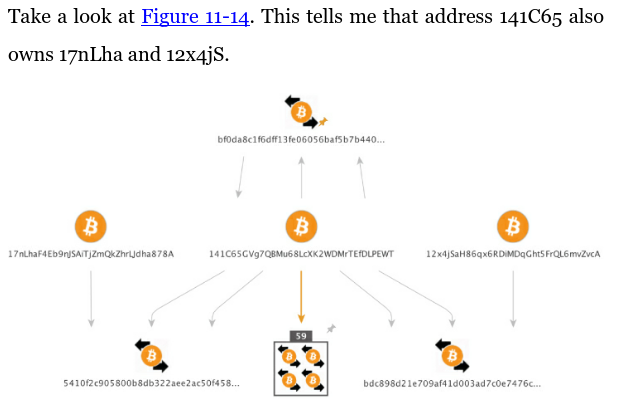 Take a look at Figure 11-14. This tells me that address 141C65 also
owns 17nLha and 12x4jS.
bf0da8c1f6dff13fe06056baf5b7b440...
17nLhaF4Eb9nJSAiTjZmQkZhrLJdha878A
141C65GVg7QBMu68LcXK2WDMrTEfDLPEWT
12x4jSaH86qx6RDiMDqGht5FrQL6mvZvcA
59
5410f2c905800b8db322aee2ac50f458...
bdc898d21e709af41d003ad7c0e7476c...